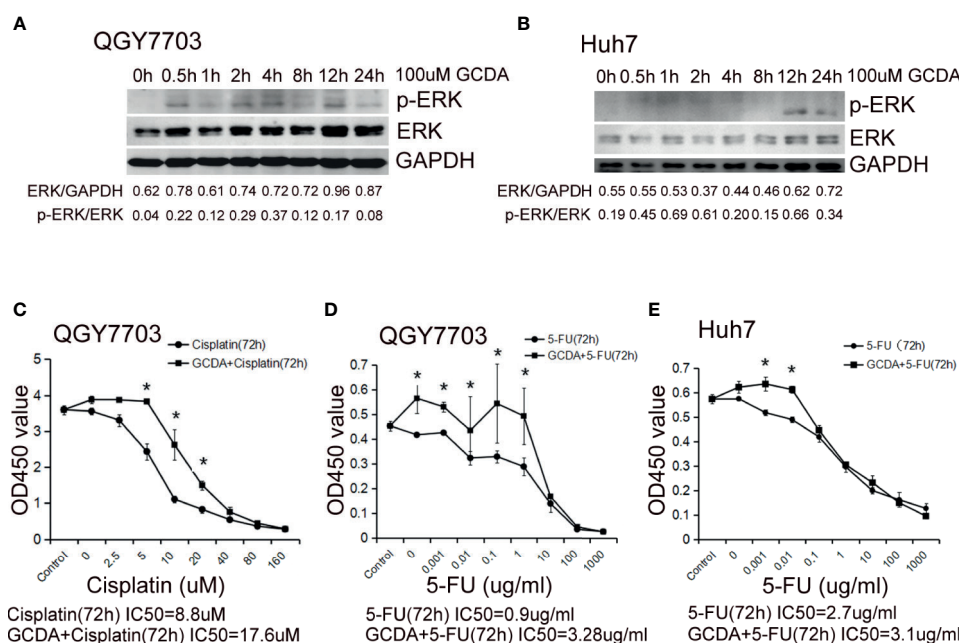 A
QGY7703
0h 0.5h 1h 2h 4h 8h 12h 24h 100uM GCDA
p-ERK
ERK
GAPDH
ERK/GAPDH 0.62 0.78 0.61 0.74 0.72 0.72 0.96 0.87
p-ERK/ERK 0.04 0.22 0.12 0.29 0.37 0.12 0.17 0.08
B
Huh7
0h 0.5h 1h 2h 4h 8h 12h 24h 100uM GCDA
p-ERK
ERK
GAPDH
ERK/GAPDH 0.55 0.55 0.53 0.37 0.44 0.46 0.62 0.72
p-ERK/ERK 0.19 0.45 0.69 0.61 0.20 0.15 0.66 0.34
C
QGY7703
Cisplatin(72h)
GCDA+Cisplatin(72h)
OD450 value
5
4
3
2
1
0
* * *
Control 0 2.5 5 10 20 40 80 160
Cisplatin (uM)
Cisplatin(72h) IC50=8.8uM
GCDA+Cisplatin(72h) IC50=17.6uM
D
QGY7703
5-FU(72h)
GCDA+5-FU(72h)
OD450 value
0.7
0.6
0.5
0.4
0.3
0.2
0.1
0
* * * * *
Control 0 0.001 0.01 0.1 1 10 100 1000
5-FU (ug/ml)
5-FU(72h) IC50=0.9ug/ml
GCDA+5-FU(72h) IC50=3.28ug/ml
E
Huh7
5-FU (72h)
GCDA+5-FU(72h)
OD450 value
0.7
0.6
0.5
0.4
0.3
0.2
0.1
0
* *
Control 0 0.001 0.01 0.1 1 10 100 1000
5-FU (ug/ml)
5-FU(72h) IC50=2.7ug/ml
GCDA+5-FU(72h) IC50=3.1ug/ml